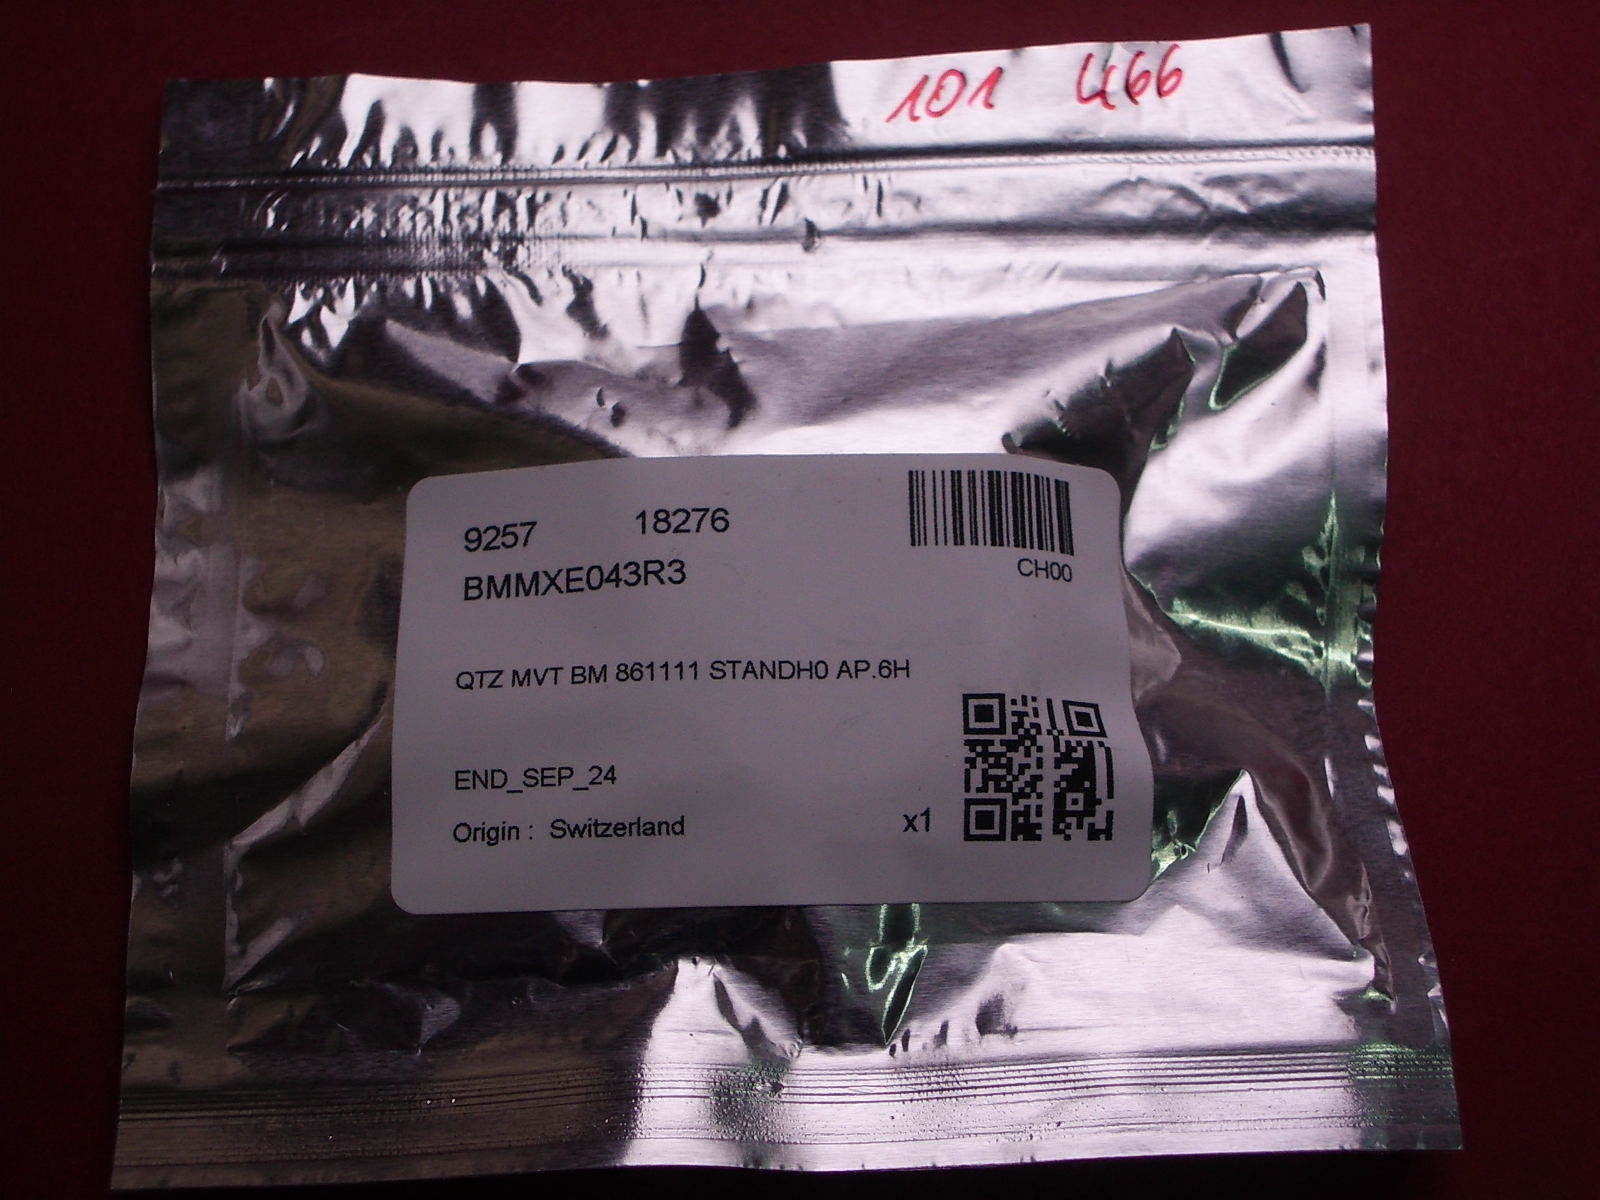 101 466
9257 18276
CH00
BMMXE043R3
QTZ MVT BM 861111 STANDH0 AP.6H
END_SEP_24
Origin : Switzerland
x1